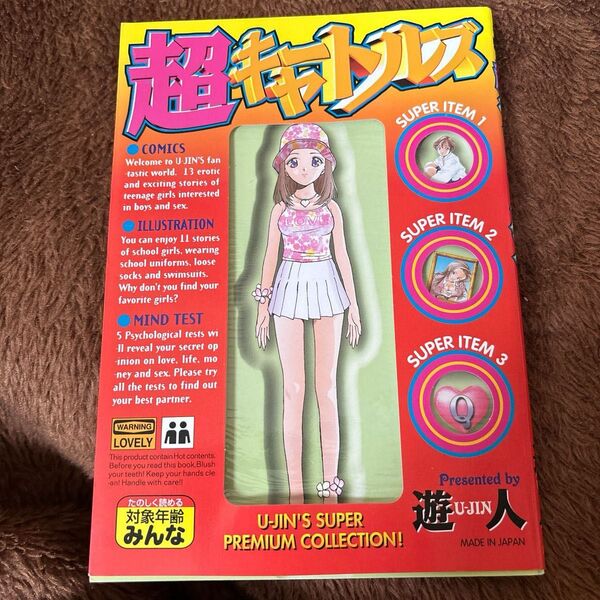 超キャトルズ
● COMICS
Welcome to U-JIN'S fan
-tastic world. 13 erotic
and exciting stories of
teenage girls interested
in boys and sex.
● ILLUSTRATION
You can enjoy 11 stories
of school girls, wearing
school uniforms, loose
socks and swimsuits.
Why don't you find your
favorite girls?
● MIND TEST
5 Psychological tests wi
-ll reveal your secret op
-inion on love, life, mo
-ney and sex. Please try
all the tests to find out
your best partner.
WARNING
LOVELY
This product contain Hot contents.
Before you read this book.Blush
your teeth! Keep your hands cle
-an! Handle with care!!
たのしく読める
対象年齢
みんな
SUPER ITEM 1
SUPER ITEM 2
SUPER ITEM 3
Q
U-JIN'S SUPER
PREMIUM COLLECTION!
Presented by
遊U-JIN人
MADE IN JAPAN